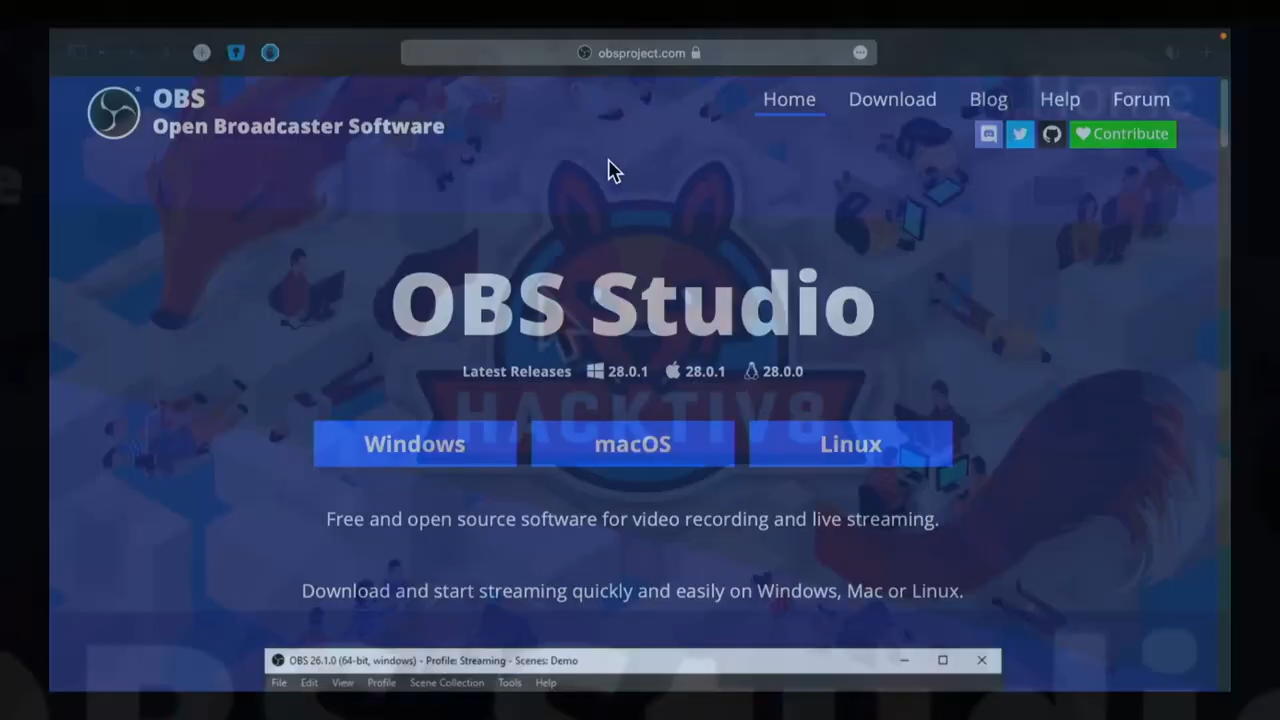 obsproject.com
OBS
Open Broadcaster Software
Home Download Blog Help Forum
Contribute
OBS Studio
Latest Releases 28.0.1 28.0.1 28.0.0
HACKTIV8
Windows macOS Linux
Free and open source software for video recording and live streaming.
Download and start streaming quickly and easily on Windows, Mac or Linux.
OBS 26.1.0 (64-bit, windows) - Profile: Streaming - Scenes: Demo
File Edit View Profile Scene Collection Tools Help